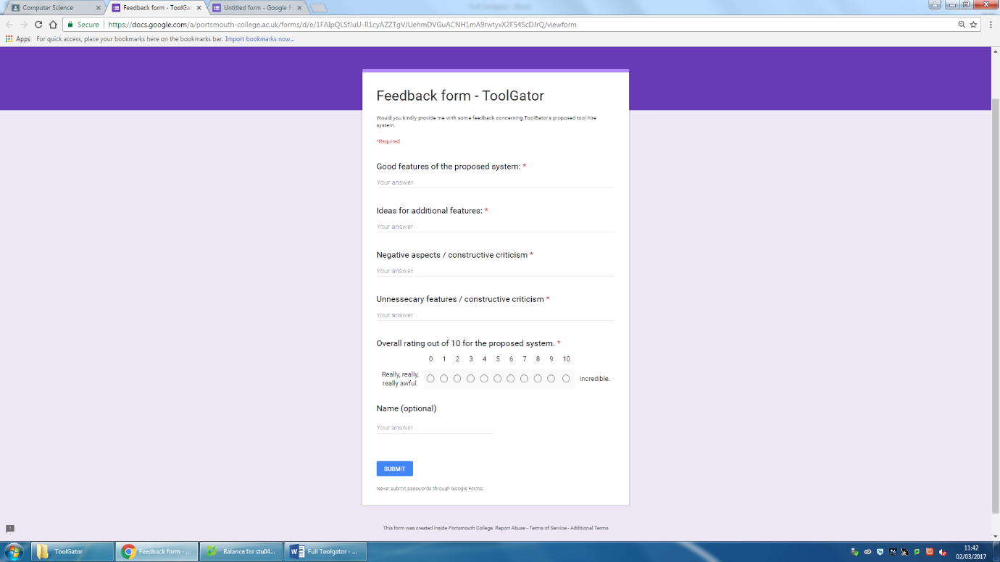 Computer Science
Feedback form - ToolGat
Untitled form - Google F
Secure
https://docs.google.com/a/portsmouth-college.ac.uk/forms/d/e/1FAIpQLSfJuU-R1cyAZZTgVJUehmDVGuACNH1mA9rwtyxX2F54ScDJrQ/viewform
Apps For quick access, place your bookmarks here on the bookmarks bar. Import bookmarks now...
Feedback form - ToolGator
Would you kindly provide me with some feedback concerning ToolGator's proposed tool hire
system.
*Required
Good features of the proposed system: *
Your answer
Ideas for additional features: *
Your answer
Negative aspects / constructive criticism *
Your answer
Unnessecary features / constructive criticism *
Your answer
Overall rating out of 10 for the proposed system. *
0 1 2 3 4 5 6 7 8 9 10
Really, really,
really awful.
Incredible.
Name (optional)
Your answer
SUBMIT
Never submit passwords through Google Forms.
This form was created inside Portsmouth College. Report Abuse - Terms of Service - Additional Terms
ToolGator
Feedback form - ...
Balance for stu04...
Full Toolgator - ...
11:42
02/03/2017